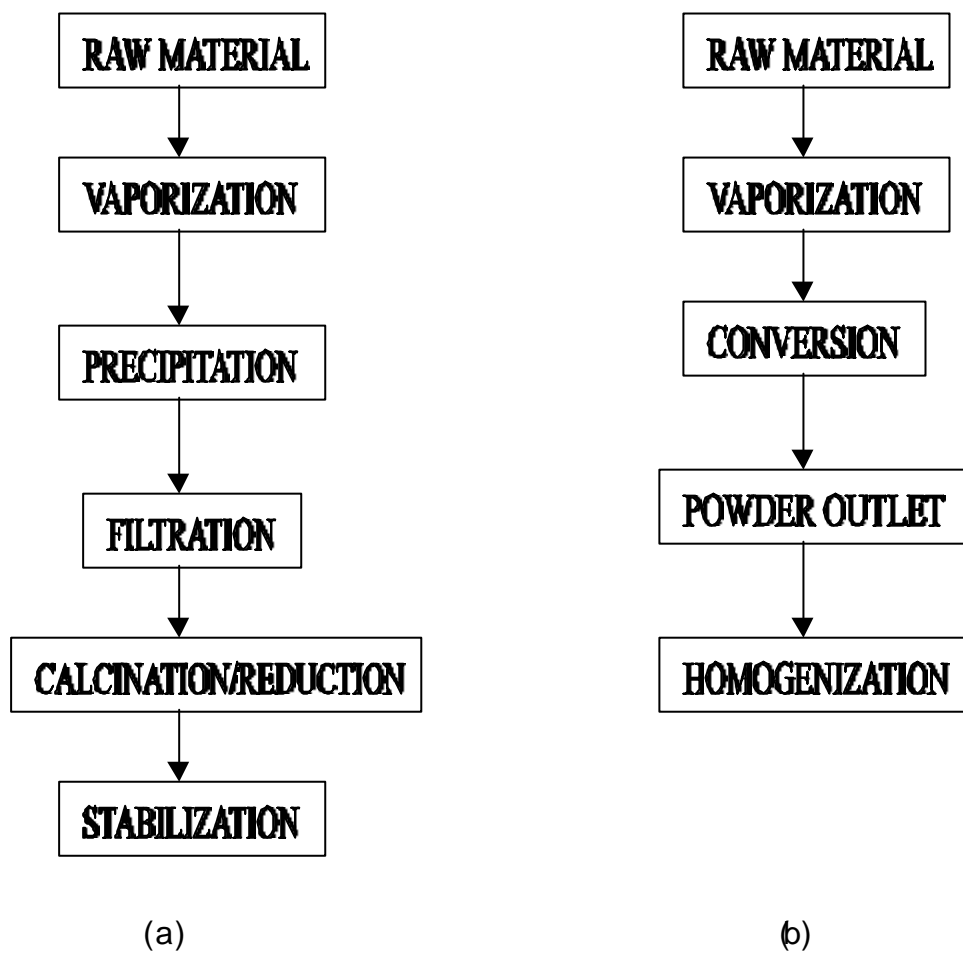 RAW MATERIAL
VAPORIZATION
PRECIPITATION
FILTRATION
CALCINATION/REDUCTION
STABILIZATION
(a)
RAW MATERIAL
VAPORIZATION
CONVERSION
POWDER OUTLET
HOMOGENIZATION
(b)